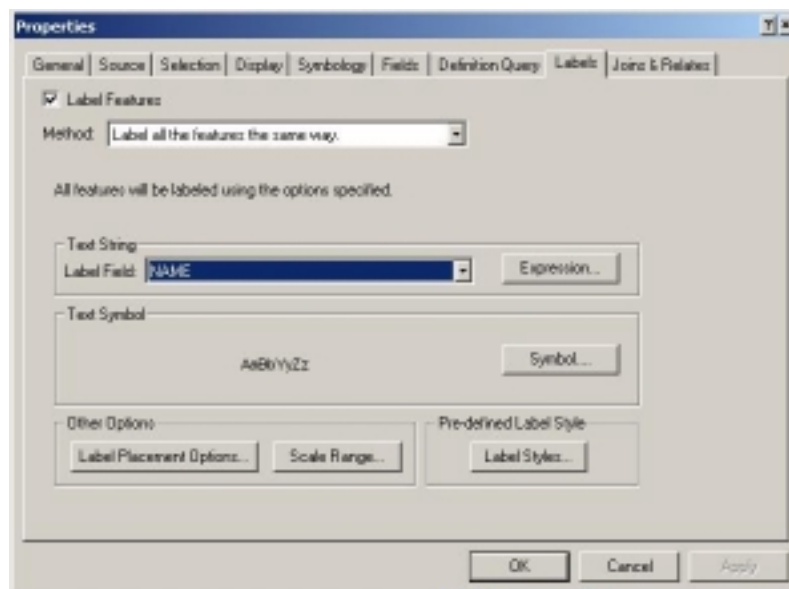 Properties
General Source Selection Display Symbology Fields Definition Query Labels Joins & Relates
Label Features
Method: Label all the features the same way.
All features will be labeled using the options specified.
Text String
Label Field: NAME Expression...
Text Symbol
AaBbYyZz Symbol...
Other Options Pre-defined Label Style
Label Placement Options... Scale Range... Label Styles...
OK Cancel Apply